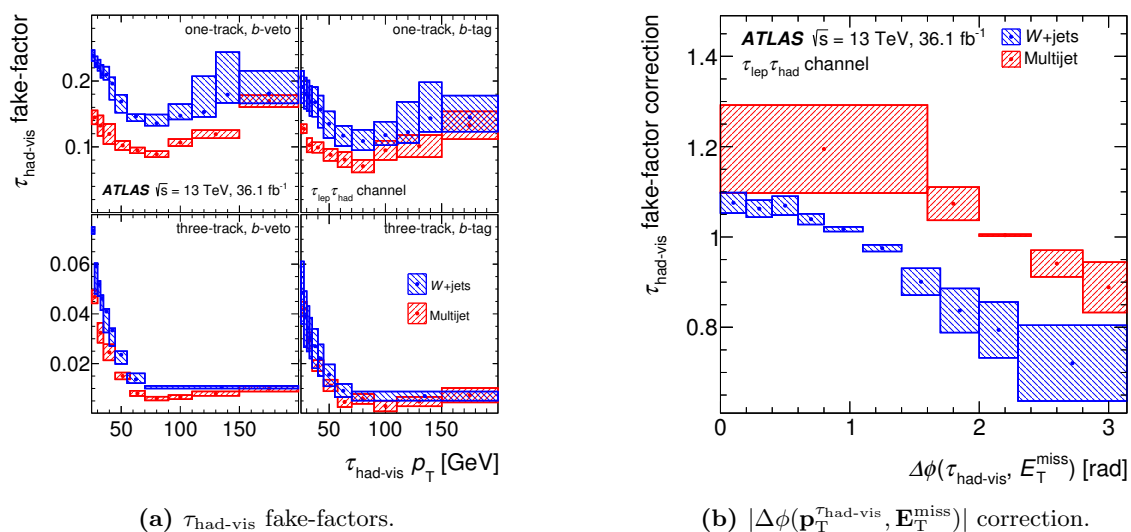 τhad-vis fake-factor
one-track, b-veto
one-track, b-tag
0.2
0.1
ATLAS √s = 13 TeV, 36.1 fb⁻¹
τlepτhad channel
three-track, b-veto
three-track, b-tag
0.06
0.04
0.02
W+jets
Multijet
50 100 150 50 100 150
τhad-vis pT [GeV]
(a) τhad-vis fake-factors.
τhad-vis fake-factor correction
1.4
1.2
1
0.8
ATLAS √s = 13 TeV, 36.1 fb⁻¹
τlepτhad channel
W+jets
Multijet
0 1 2 3
Δϕ(τhad-vis, ETmiss) [rad]
(b) |Δϕ(pTτhad-vis, ETmiss)| correction.